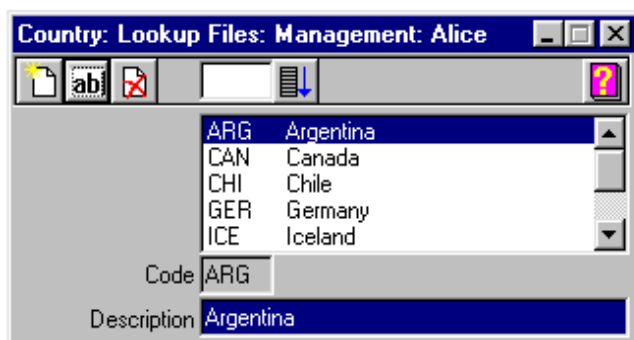 Country: Lookup Files: Management: Alice
ab
?
ARG Argentina
CAN Canada
CHI Chile
GER Germany
ICE Iceland
Code ARG
Description Argentina